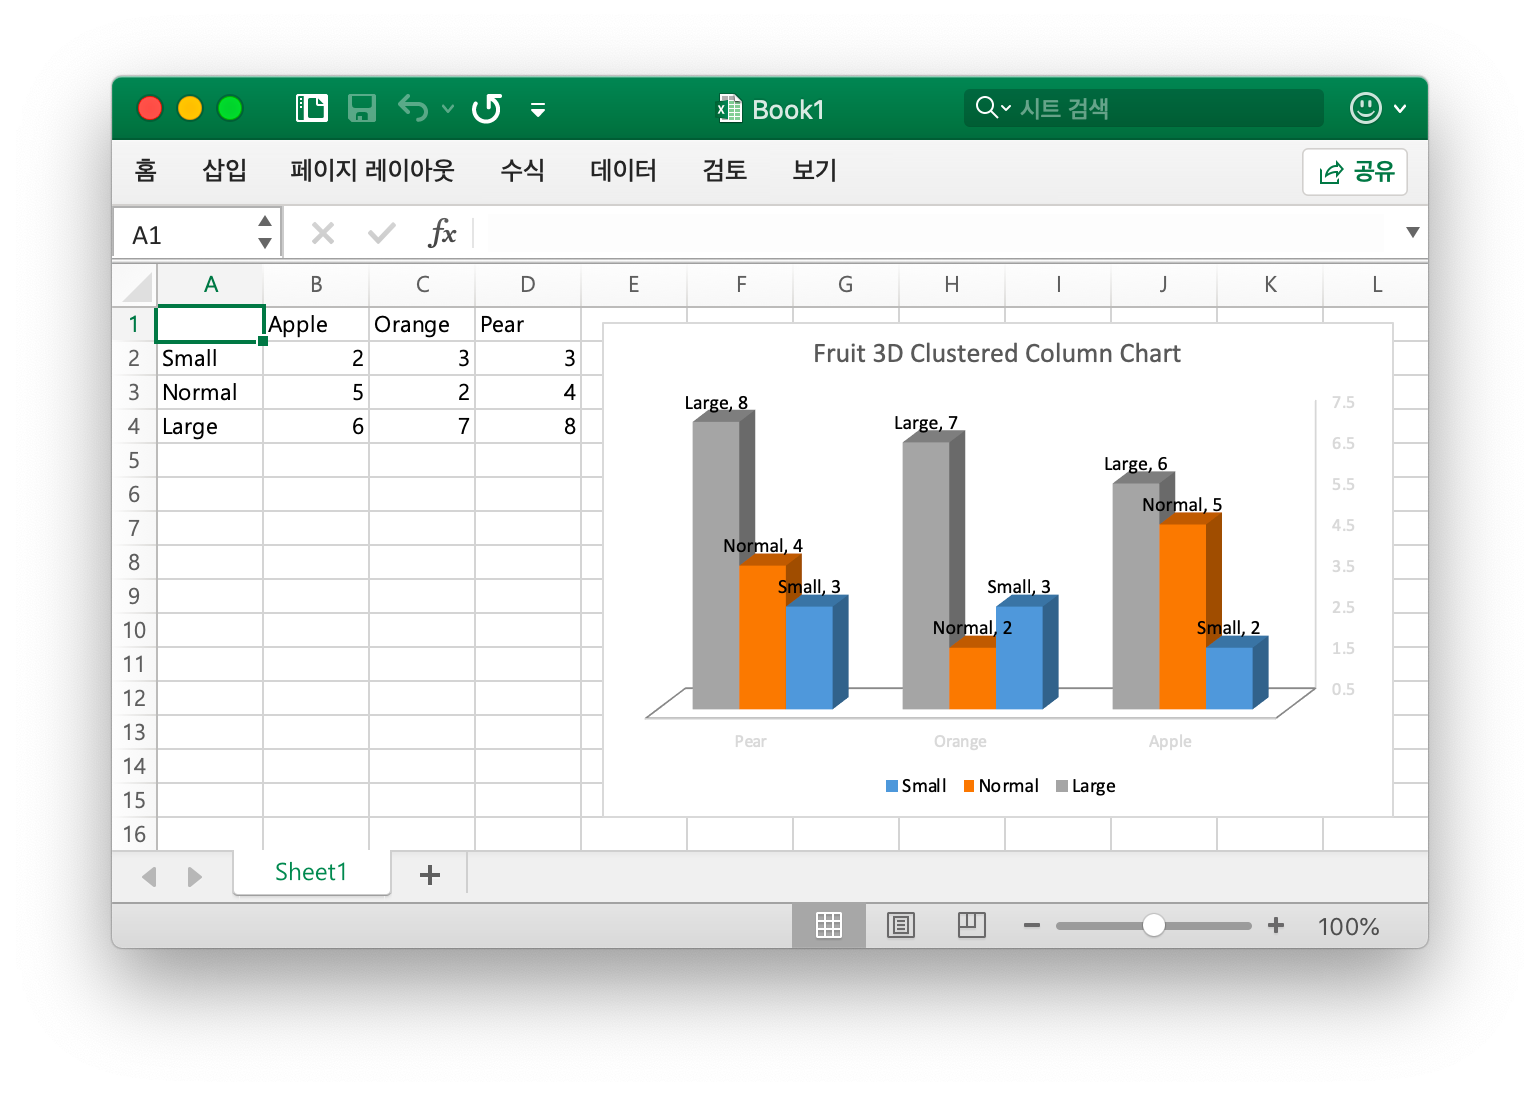 Book1
시트 검색
홈 삽입 페이지 레이아웃 수식 데이터 검토 보기 공유
A1 fx
A B C D E F G H I J K L
1 Apple Orange Pear
2 Small 2 3 3
3 Normal 5 2 4
4 Large 6 7 8
5
6
7
8
9
10
11
12
13
14
15
16
Fruit 3D Clustered Column Chart
Large, 8
Normal, 4
Small, 3
Large, 7
Normal, 2
Small, 3
Large, 6
Normal, 5
Small, 2
7.5
6.5
5.5
4.5
3.5
2.5
1.5
0.5
Pear Orange Apple
Small Normal Large
Sheet1
100%